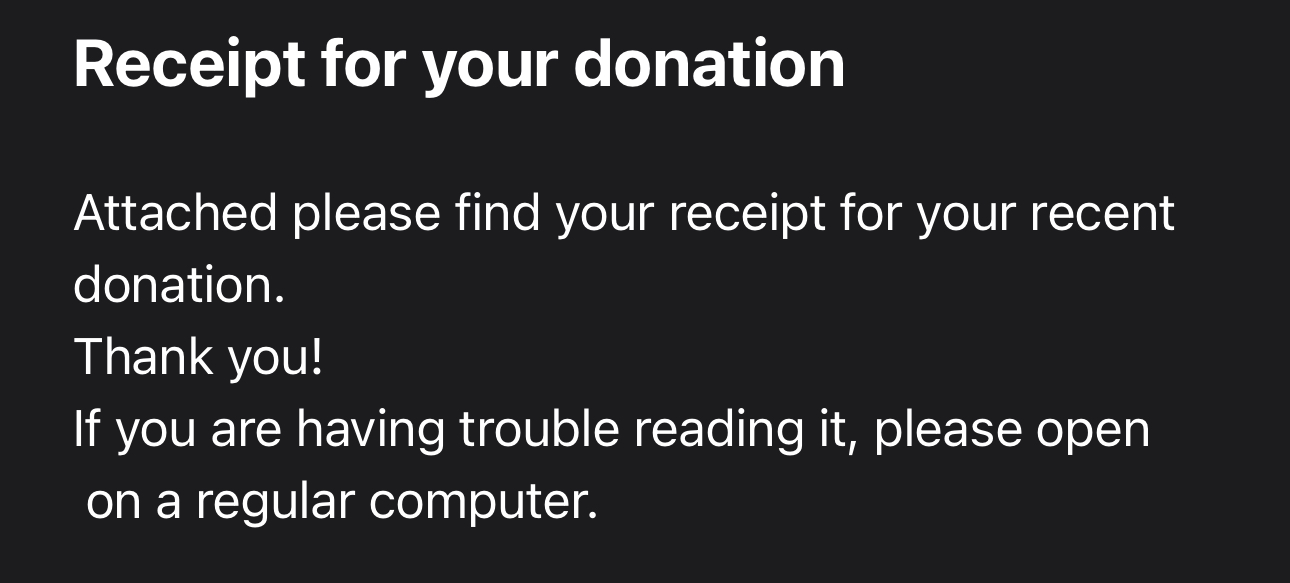 Receipt for your donation
Attached please find your receipt for your recent
donation.
Thank you!
If you are having trouble reading it, please open
on a regular computer.